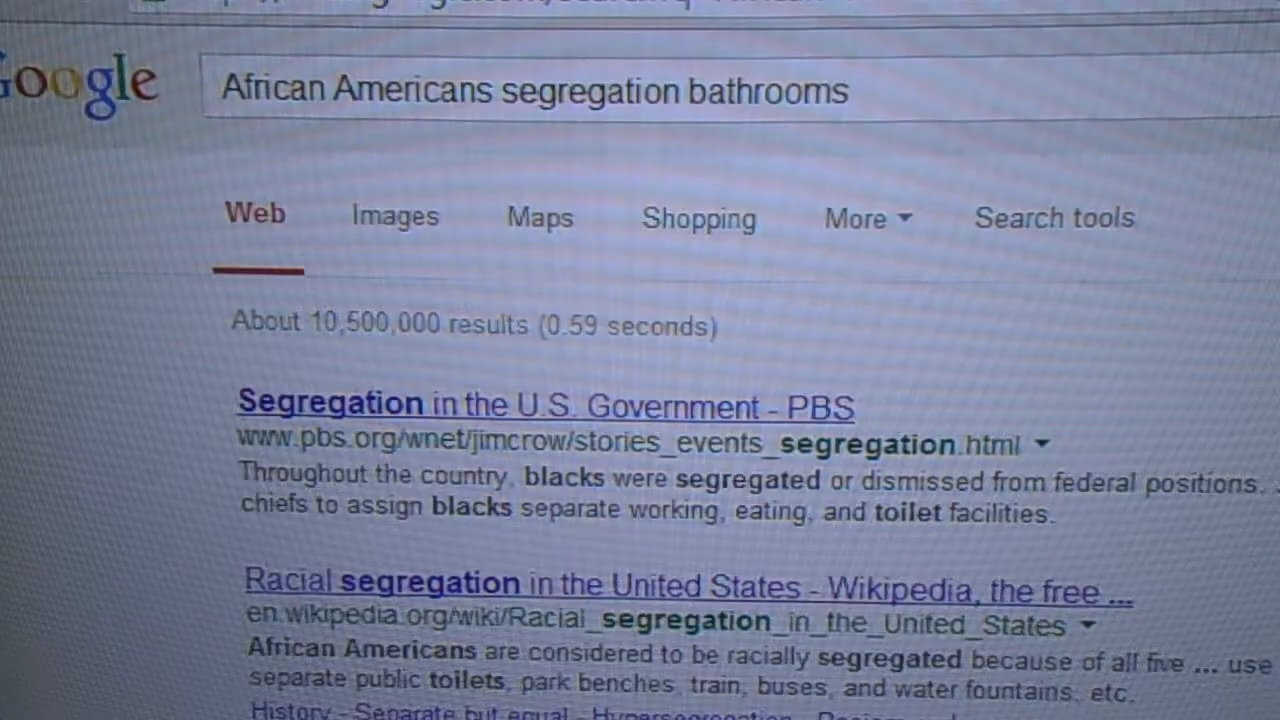 Google
African Americans segregation bathrooms
Web Images Maps Shopping More Search tools
About 10,500,000 results (0.59 seconds)
Segregation in the U.S. Government - PBS
www.pbs.org/wnet/jimcrow/stories_events_segregation.html
Throughout the country, blacks were segregated or dismissed from federal positions.
chiefs to assign blacks separate working, eating, and toilet facilities.
Racial segregation in the United States - Wikipedia, the free ...
en.wikipedia.org/wiki/Racial_segregation_in_the_United_States
African Americans are considered to be racially segregated because of all five ... use
separate public toilets, park benches, train, buses, and water fountains, etc.
History - Separate but equal - Hypersegregation -